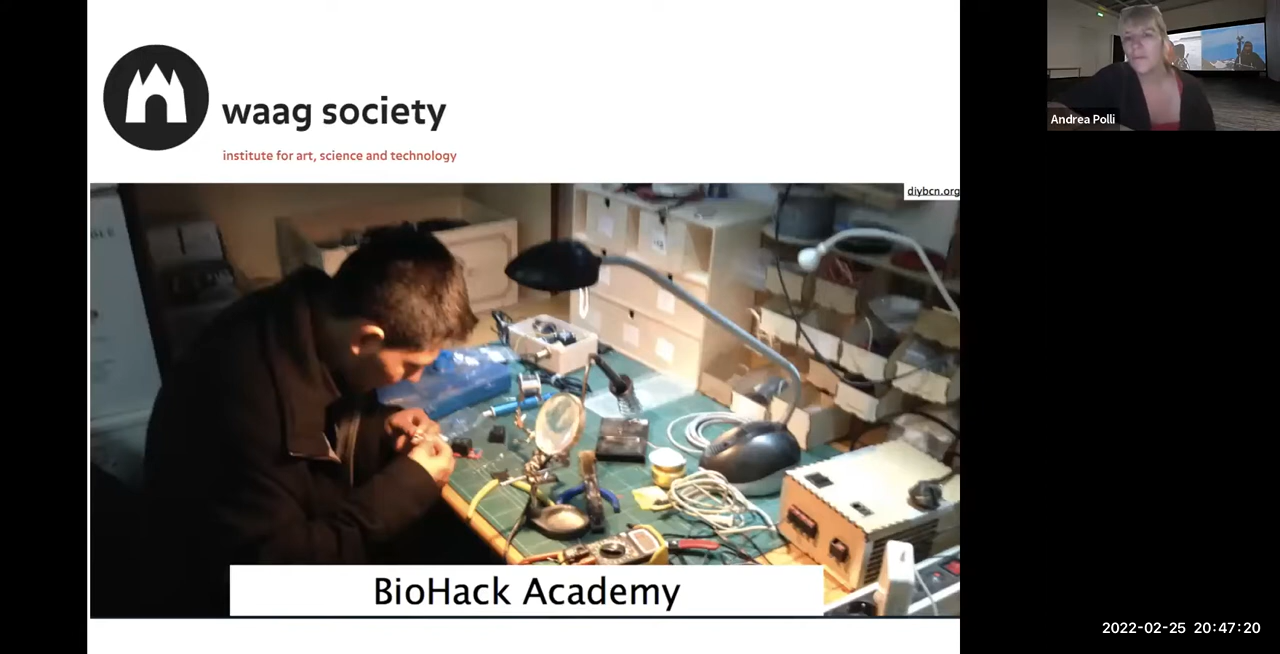 waag society
institute for art, science and technology
diybcn.org
BioHack Academy
Andrea Polli
2022-02-25 20:47:20